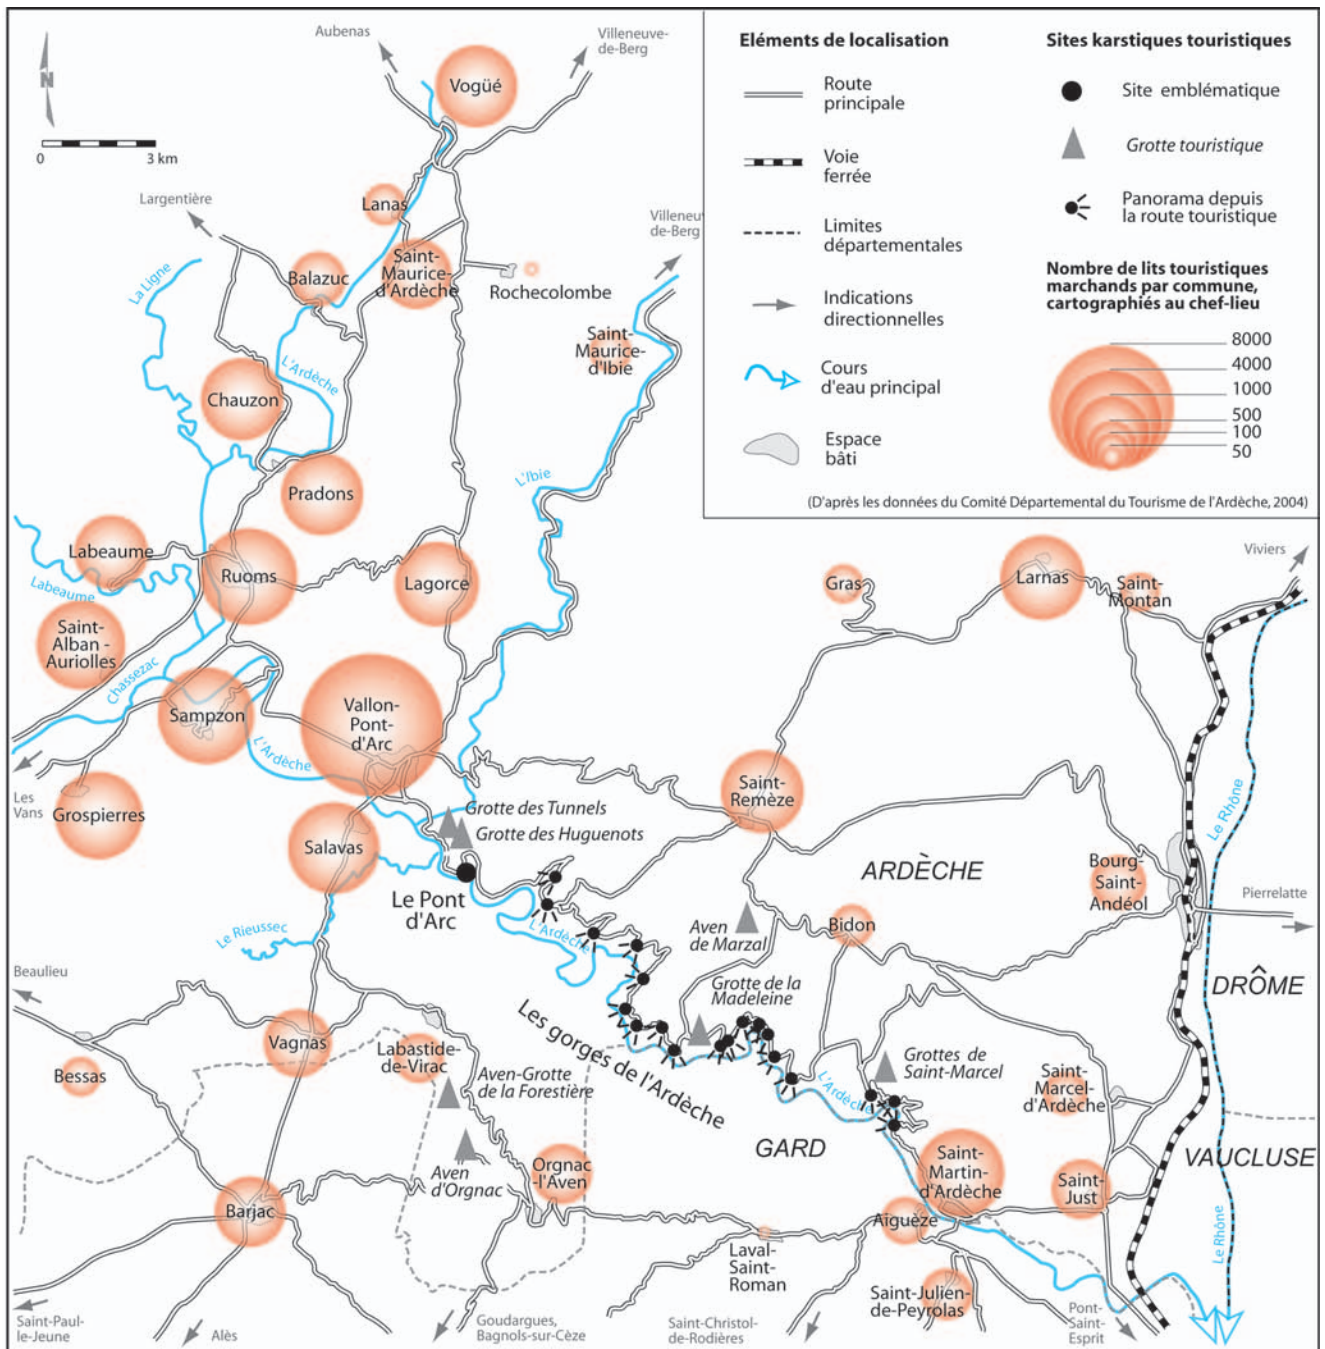 Aubenas
Villeneuve-
de-Berg
Vogüé
N
0
3 km
Largentière
Lanas
Villeneu
de-Berg
Saint-
Maurice-
d'Ardèche
Balazuc
Rochecolombe
La Ligne
L'Ardèche
Saint-
Maurice-
d'Ibie
Chauzon
L'Ibie
Pradons
Labeaume
Ruoms
Lagorce
Labeaume
Saint-
Alban -
Auriolles
Chassezac
Sampzon
Vallon-
Pont-
d'Arc
L'Ardèche
Les
Vans
Grospierres
Salavas
Grotte des Tunnels
Grotte des Huguenots
Le Pont
d'Arc
Le Rieussec
Beaulieu
Eléments de localisation
Route
principale
Voie
ferrée
Limites
départementales
Indications
directionnelles
Cours
d'eau principal
Espace
bâti
Sites karstiques touristiques
Site emblématique
Grotte touristique
Panorama depuis
la route touristique
Nombre de lits touristiques
marchands par commune,
cartographiés au chef-lieu
8000
4000
1000
500
100
50
(D'après les données du Comité Départemental du Tourisme de l'Ardèche, 2004)
Viviers
Gras
Larnas
Saint-
Montan
Saint-
Remèze
Le Rhône
ARDÈCHE
Bourg-
Saint-
Andéol
Pierrelatte
Aven
de Marzal
Bidon
L'Ardèche
Grotte de la
Madeleine
DRÔME
Les gorges de l'Ardèche
Vagnas
Labastide-
de-Virac
Bessas
Aven-Grotte
de la Forestière
Grottes de
Saint-Marcel
L'Ardèche
Saint-
Marcel-
d'Ardèche
GARD
VAUCLUSE
Aven
d'Orgnac
Orgnac
-l'Aven
Saint-
Martin-
d'Ardèche
Saint-
Just
Barjac
Aiguèze
Laval-
Saint-
Roman
Le Rhône
Saint-Julien-
de-Peyrolas
Saint-Paul-
le-Jeune
Alès
Goudargues,
Bagnols-sur-Cèze
Saint-Christol-
de-Rodières
Pont-
Saint-
Esprit